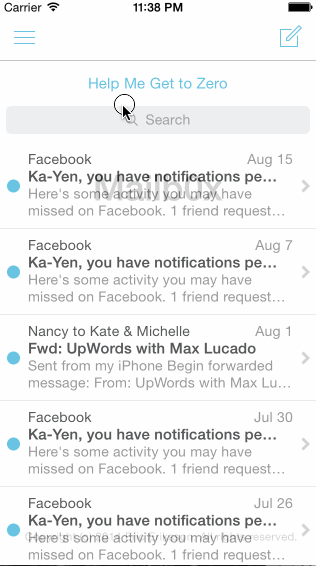 Carrier 11:38 PM
Help Me Get to Zero
Search
Facebook Aug 15
Ka-Yen, you have notifications pe…
Here's some activity you may have
missed on Facebook. 1 friend request…
Facebook Aug 7
Ka-Yen, you have notifications pe…
Here's some activity you may have
missed on Facebook. 1 friend request…
Nancy to Kate & Michelle Aug 1
Fwd: UpWords with Max Lucado
Sent from my iPhone Begin forwarded
message: From: UpWords with Max Lu…
Facebook Jul 30
Ka-Yen, you have notifications pe…
Here's some activity you may have
missed on Facebook. 1 friend request…
Facebook Jul 26
Ka-Yen, you have notifications pe…
Here's some activity you may have
missed on Facebook. 1 friend request…